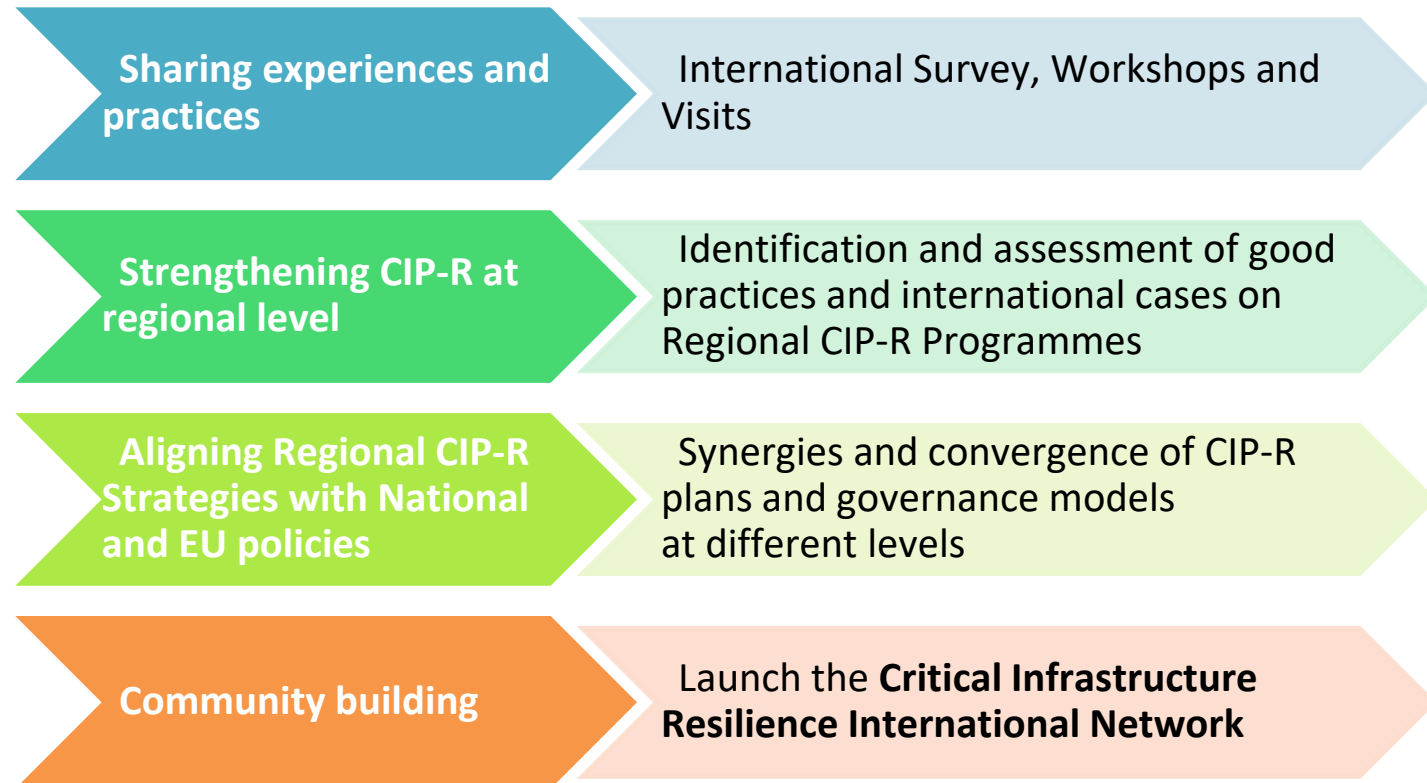 Sharing experiences and
practices
International Survey, Workshops and
Visits
Strengthening CIP-R at
regional level
Identification and assessment of good
practices and international cases on
Regional CIP-R Programmes
Aligning Regional CIP-R
Strategies with National
and EU policies
Synergies and convergence of CIP-R
plans and governance models
at different levels
Community building
Launch the Critical Infrastructure
Resilience International Network